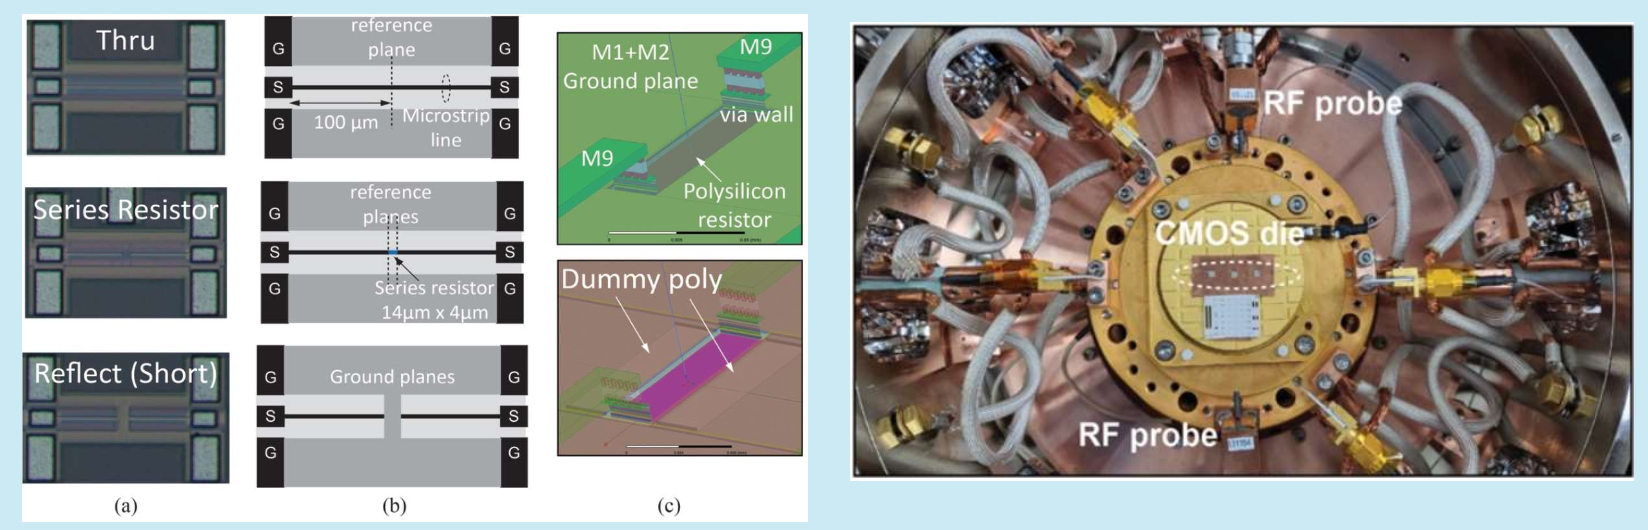 Thru
Series Resistor
Reflect (Short)
(a)
G
reference
plane
G
S
S
G
100 μm
Microstrip
line
G
G
reference
planes
G
S
S
G
Series resistor
14μm x 4μm
G
G
Ground planes
G
S
S
G
G
(b)
M1+M2
Ground plane
M9
via wall
M9
Polysilicon
resistor
Dummy poly
(c)
RF probe
CMOS die
RF probe